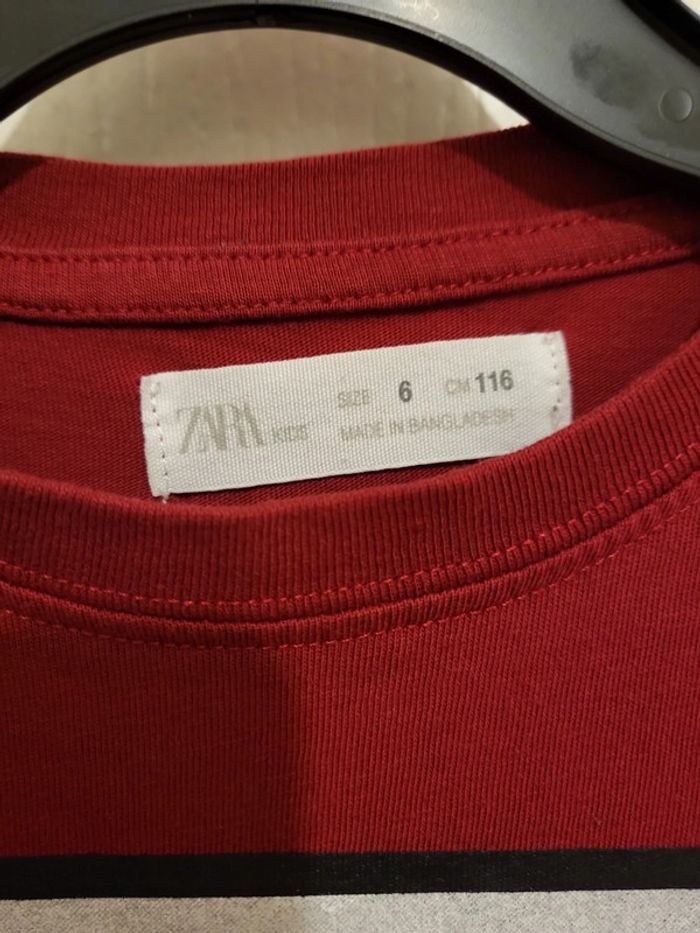 ZARA KIDS SIZE 6 CM 116
MADE IN BANGLADESH